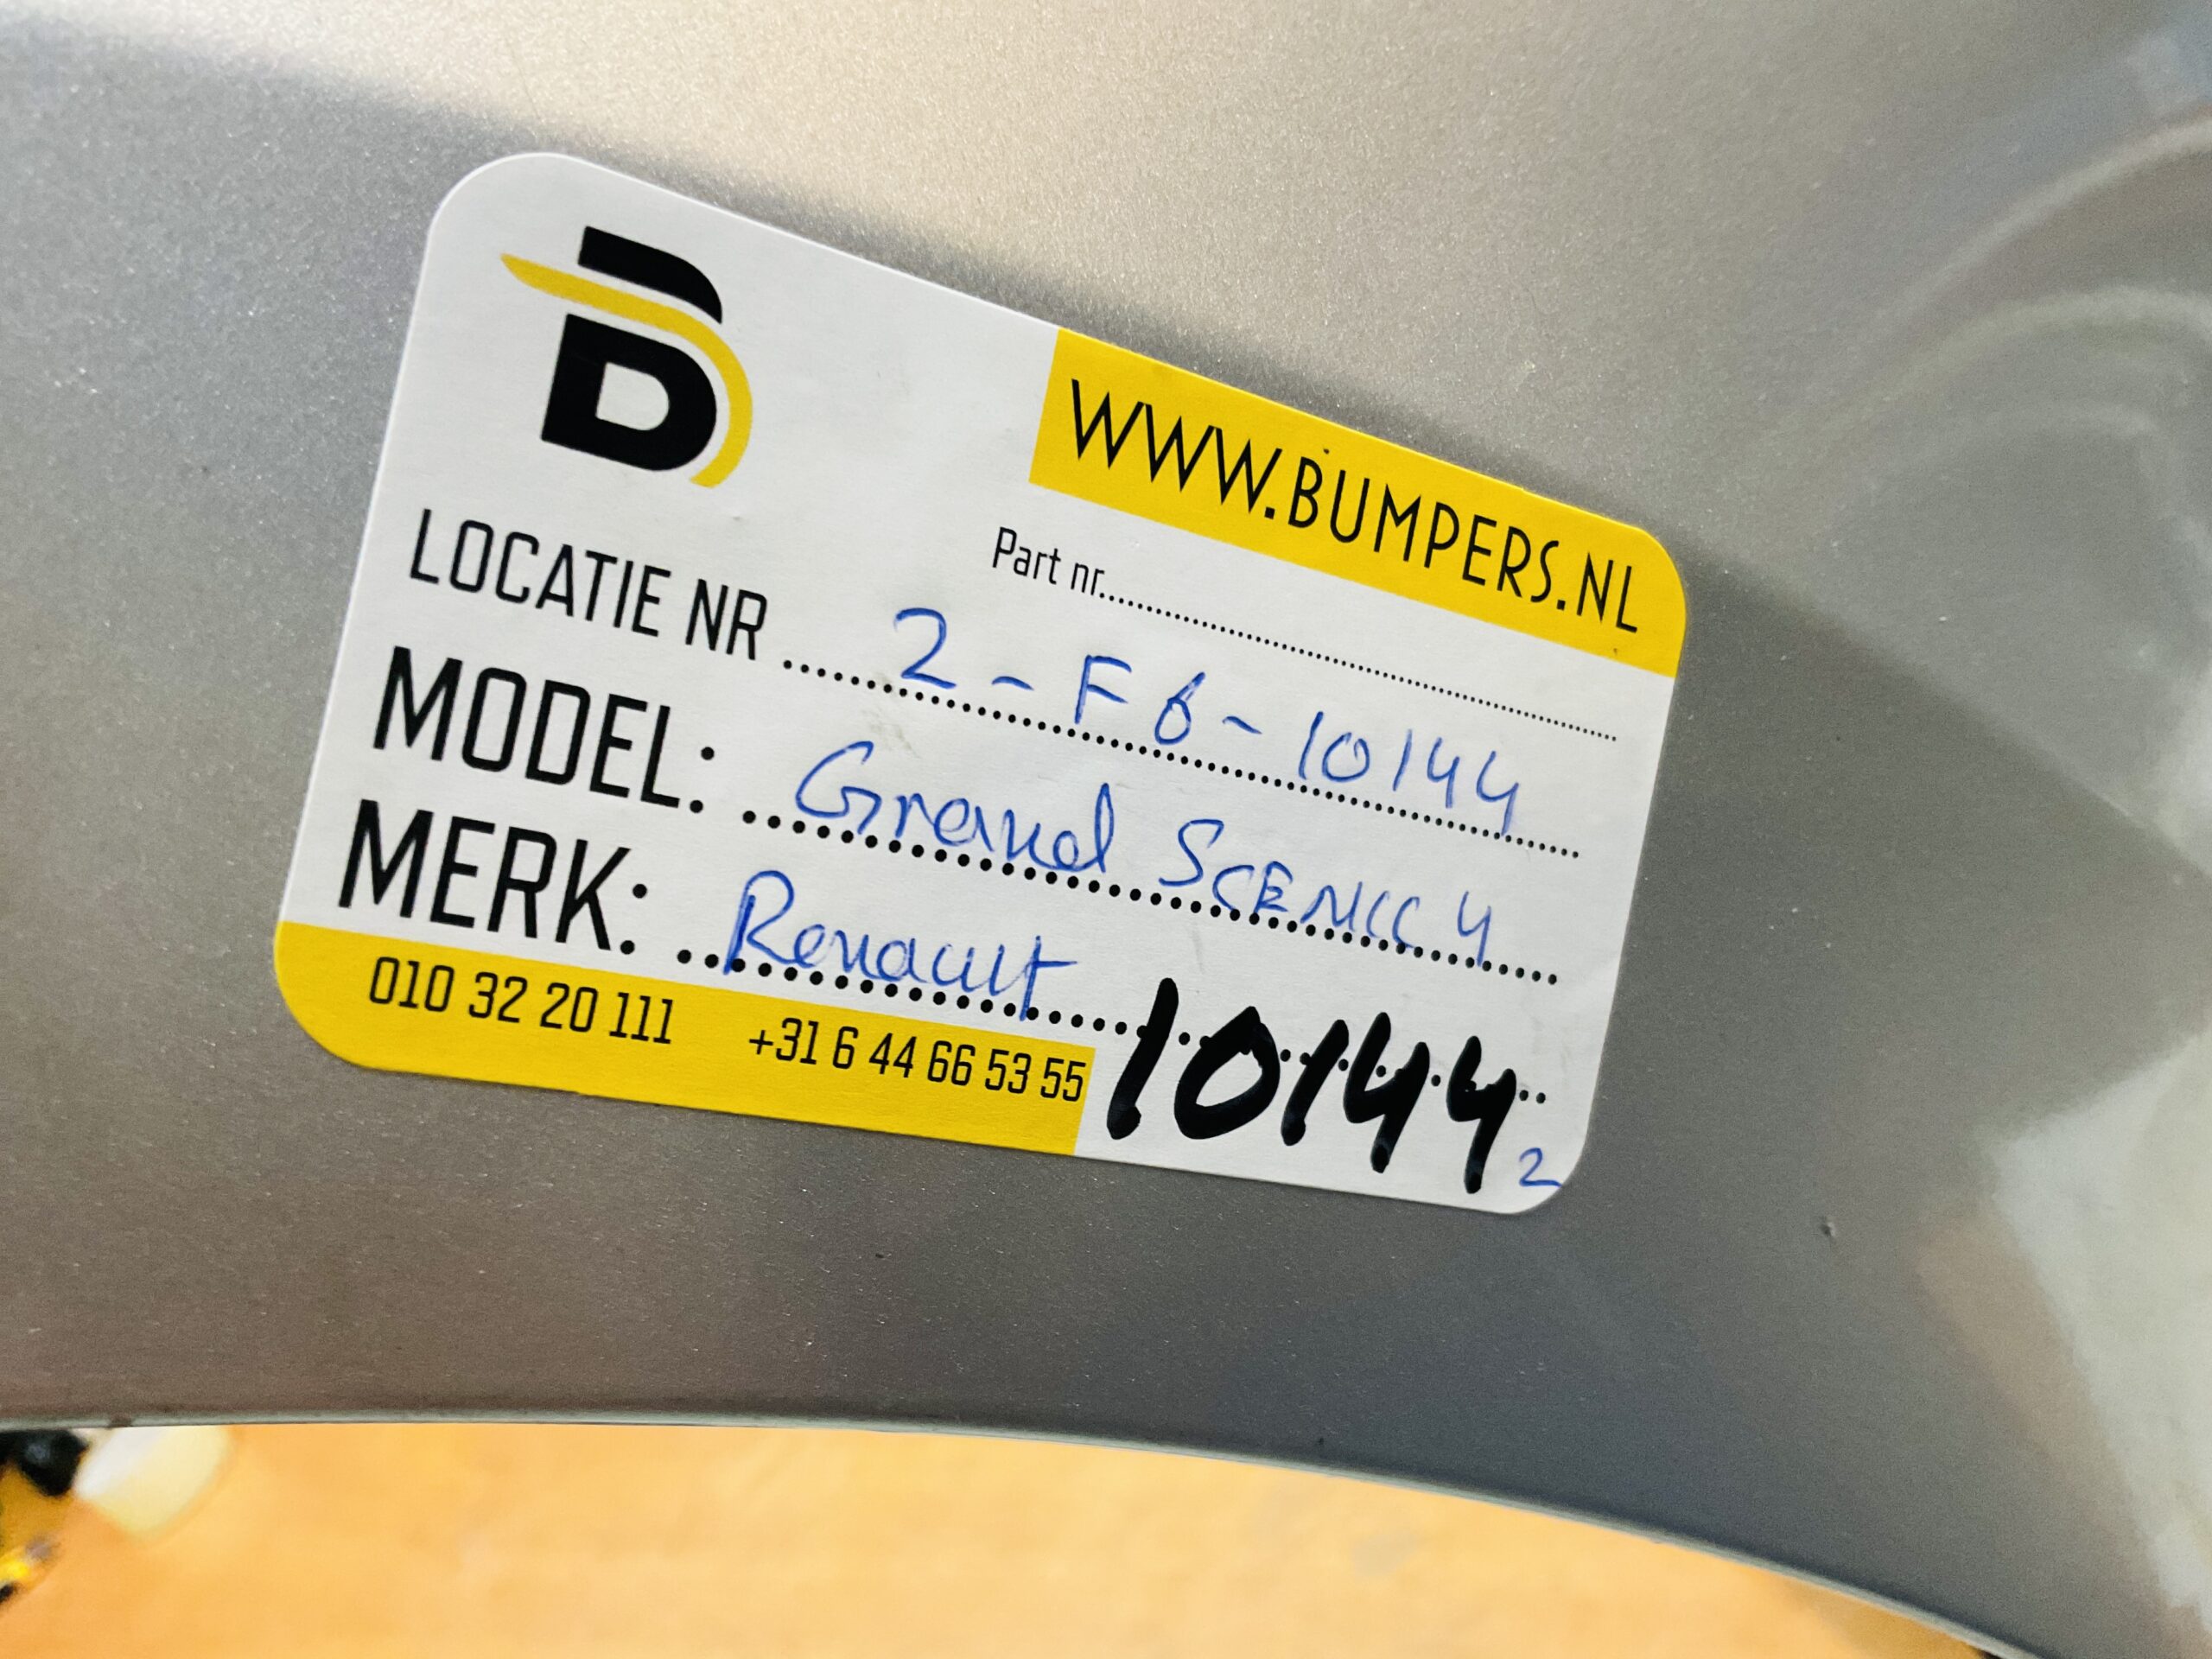 B
WWW.BUMPERS.NL
Part nr.....
LOCATIE NR ..... 2-F6-10144
MODEL: ..... Grand SCENIC 4
MERK: ..... Renault
10144 2
010 32 20 111 +31 6 44 66 53 55